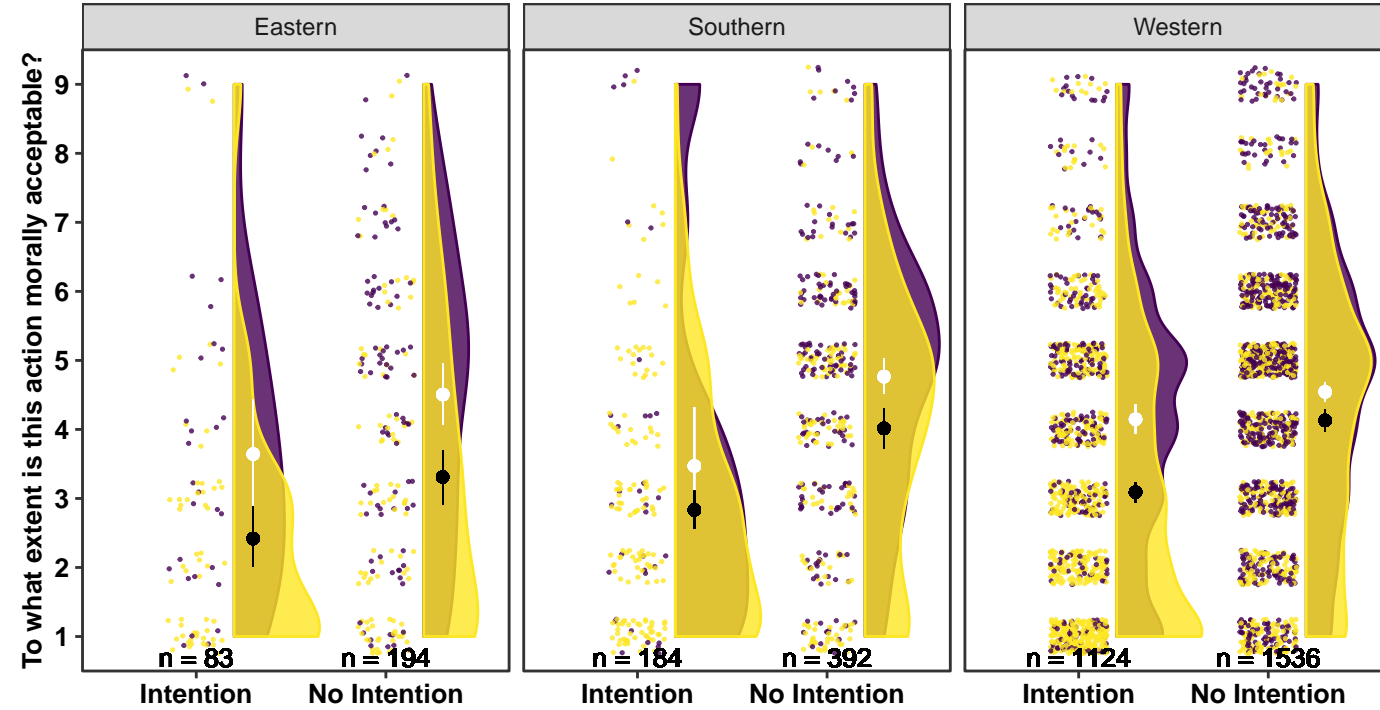 Eastern
Southern
Western
To what extent is this action morally acceptable?
9
8
7
6
5
4
3
2
1
n = 83
n = 194
n = 184
n = 392
n = 1124
n = 1536
Intention
No Intention
Intention
No Intention
Intention
No Intention